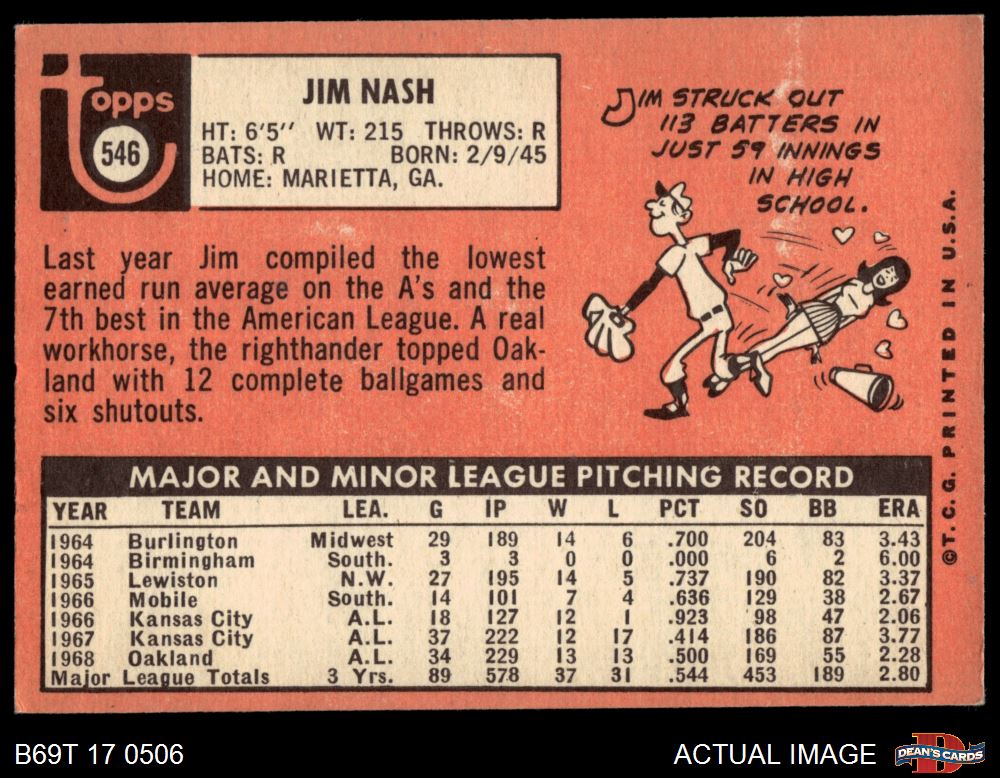 Topps
546
JIM NASH
HT: 6'5" WT: 215 THROWS: R
BATS: R BORN: 2/9/45
HOME: MARIETTA, GA.
JIM STRUCK OUT
113 BATTERS IN
JUST 59 INNINGS
IN HIGH
SCHOOL.
Last year Jim compiled the lowest
earned run average on the A's and the
7th best in the American League. A real
workhorse, the righthander topped Oak-
land with 12 complete ballgames and
six shutouts.
©T.C.G. PRINTED IN U.S.A.
MAJOR AND MINOR LEAGUE PITCHING RECORD
YEAR TEAM LEA. G IP W L PCT SO BB ERA
1964 Burlington Midwest 29 189 14 6 .700 204 83 3.43
1964 Birmingham South. 3 3 0 0 .000 6 2 6.00
1965 Lewiston N.W. 27 195 14 5 .737 190 82 3.37
1966 Mobile South. 14 101 7 4 .636 129 38 2.67
1966 Kansas City A.L. 18 127 12 1 .923 98 47 2.06
1967 Kansas City A.L. 37 222 12 17 .414 186 87 3.77
1968 Oakland A.L. 34 229 13 13 .500 169 55 2.28
Major League Totals 3 Yrs. 89 578 37 31 .544 453 189 2.80
B69T 17 0506 ACTUAL IMAGE
DEAN'S CARDS